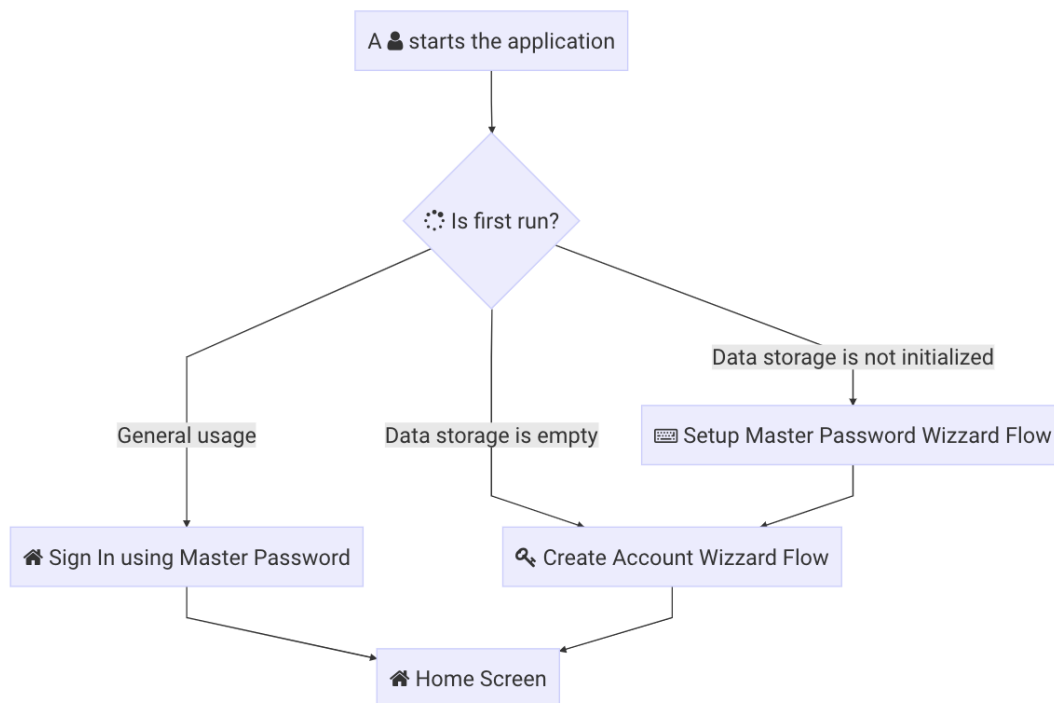 A starts the application
Is first run?
Data storage is not initialized
General usage
Data storage is empty
Setup Master Password Wizzard Flow
Sign In using Master Password
Create Account Wizzard Flow
Home Screen